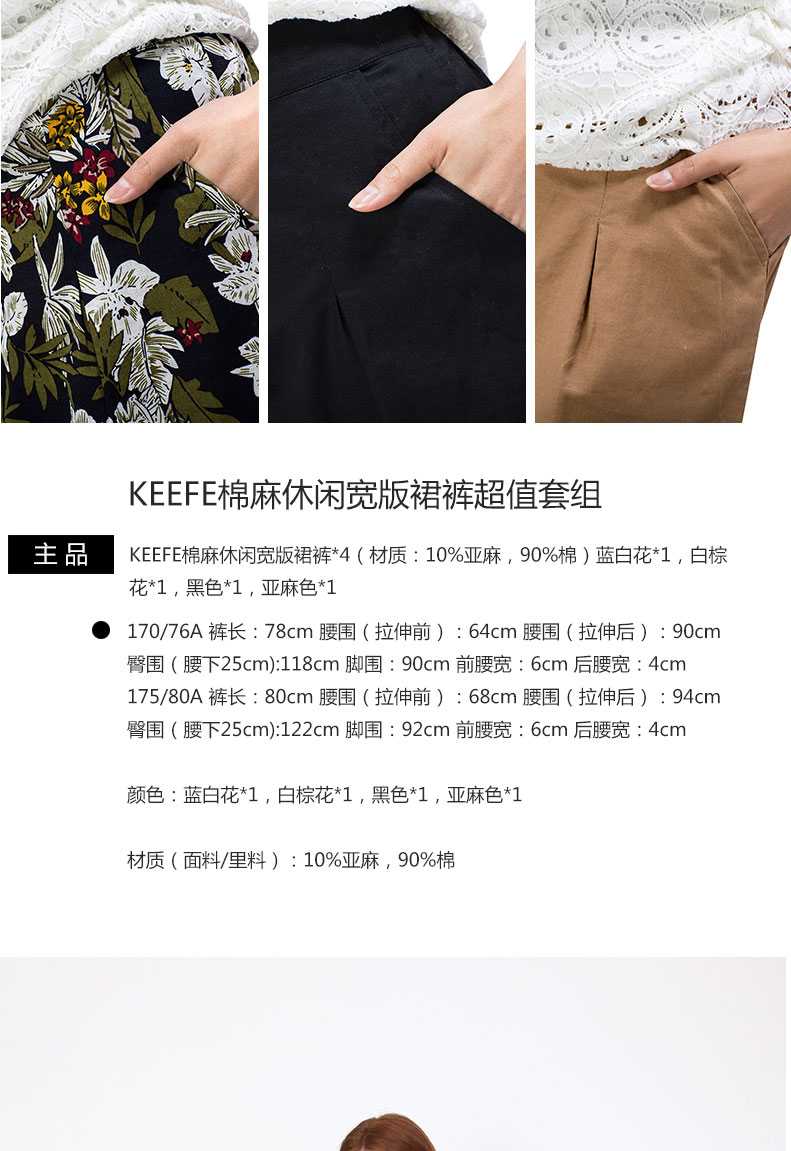 KEEFE棉麻休闲宽版裙裤超值套组
主品
KEEFE棉麻休闲宽版裙裤*4（材质：10%亚麻，90%棉）蓝白花*1，白棕
花*1，黑色*1，亚麻色*1
170/76A 裤长：78cm 腰围（拉伸前）：64cm 腰围（拉伸后）：90cm
臀围（腰下25cm):118cm 脚围：90cm 前腰宽：6cm 后腰宽：4cm
175/80A 裤长：80cm 腰围（拉伸前）：68cm 腰围（拉伸后）：94cm
臀围（腰下25cm):122cm 脚围：92cm 前腰宽：6cm 后腰宽：4cm
颜色：蓝白花*1，白棕花*1，黑色*1，亚麻色*1
材质（面料/里料）：10%亚麻，90%棉